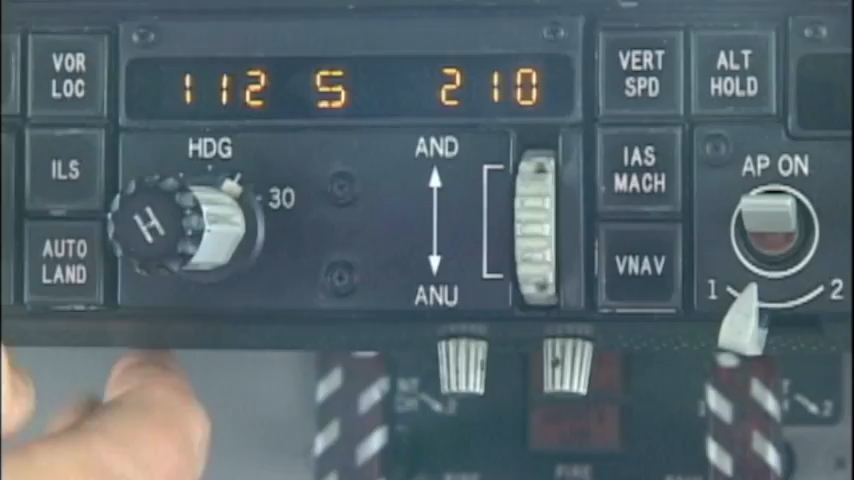 VOR
LOC
112 S 210
VERT
SPD
ALT
HOLD
ILS
HDG
30
AND
IAS
MACH
AP ON
H
AUTO
LAND
ANU
VNAV
1 2
2
FIRE